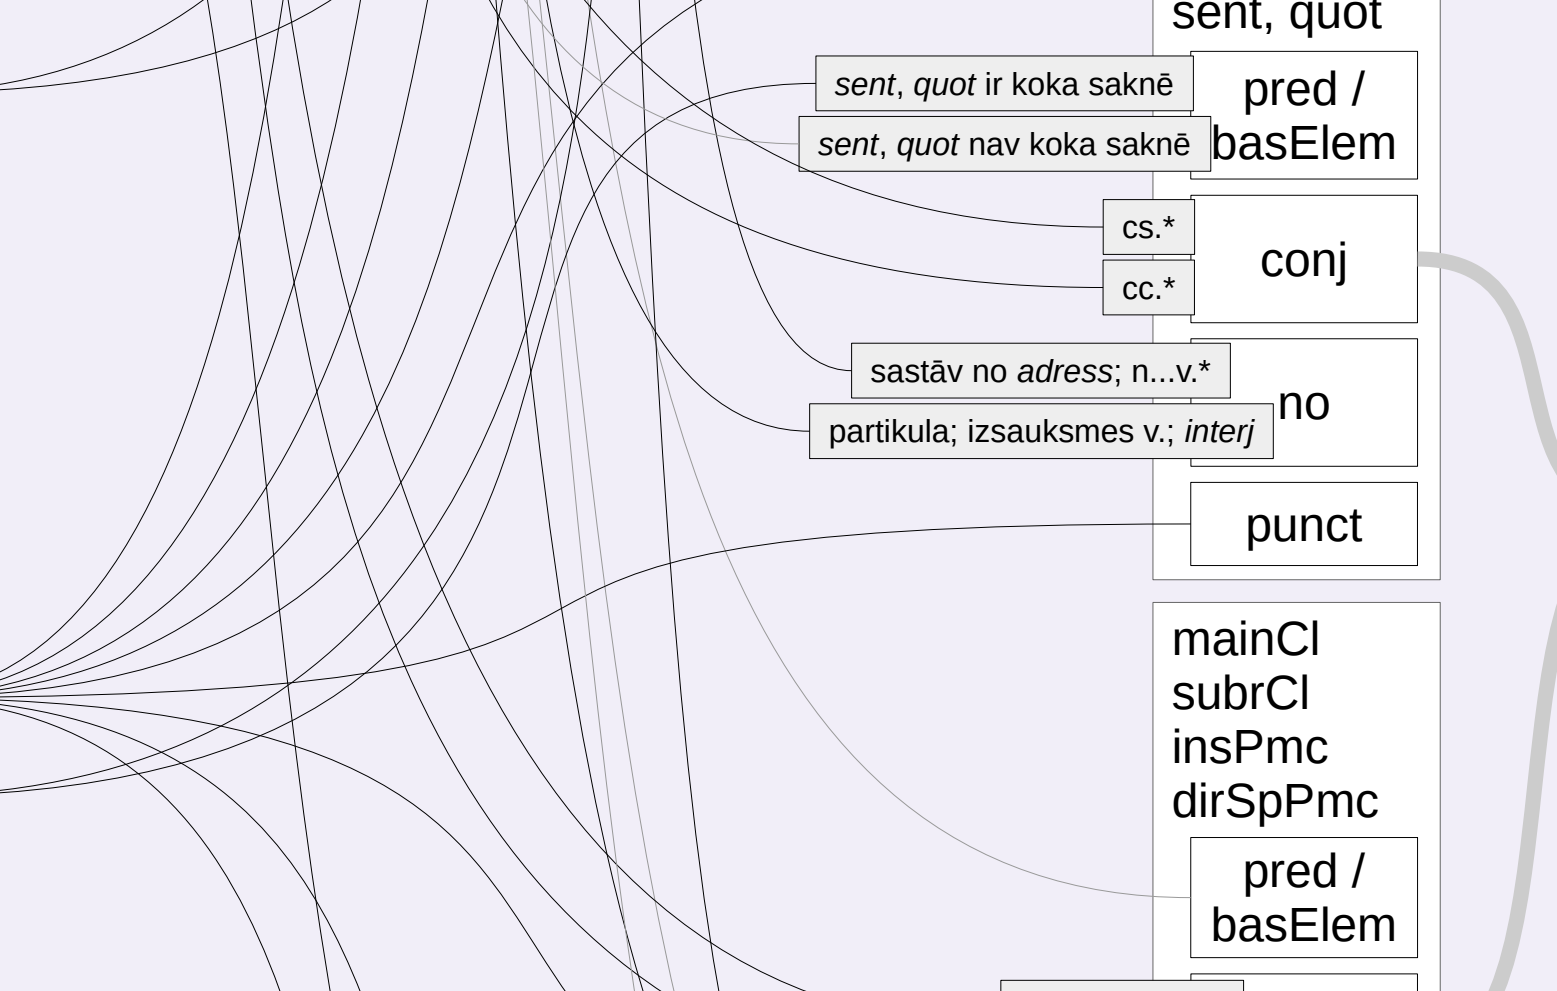 sent, quot
sent, quot ir koka saknē
pred /
basElem
sent, quot nav koka saknē
cs.*
conj
cc.*
sastāv no adress; n...v.*
no
partikula; izsauksmes v.; interj
punct
mainCl
subrCl
insPmc
dirSpPmc
pred /
basElem